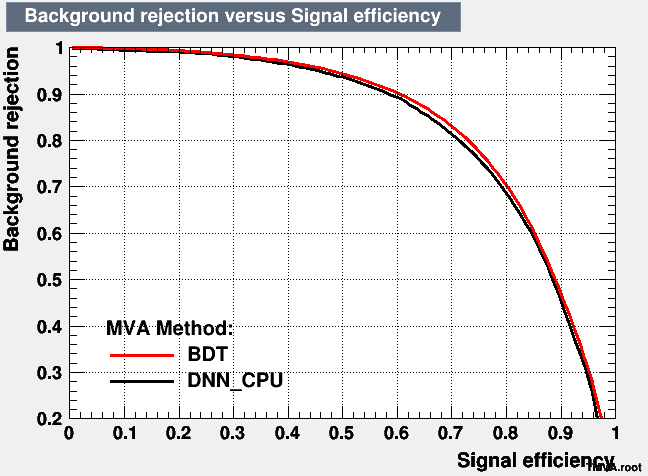 Background rejection versus Signal efficiency
Background rejection
1
0.9
0.8
0.7
0.6
0.5
0.4
0.3
0.2
MVA Method:
BDT
DNN_CPU
0 0.1 0.2 0.3 0.4 0.5 0.6 0.7 0.8 0.9 1
Signal efficiency
TMVA.root